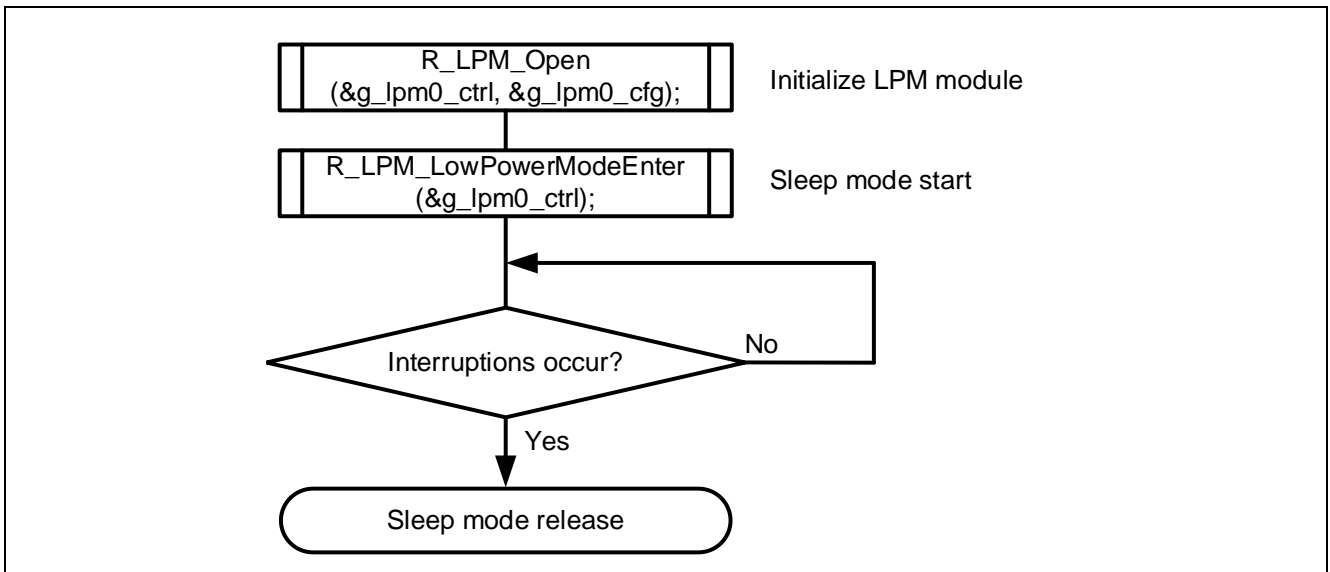 R_LPM_Open
(&g_lpm0_ctrl, &g_lpm0_cfg);
Initialize LPM module
R_LPM_LowPowerModeEnter
(&g_lpm0_ctrl);
Sleep mode start
Interruptions occur?
No
Yes
Sleep mode release